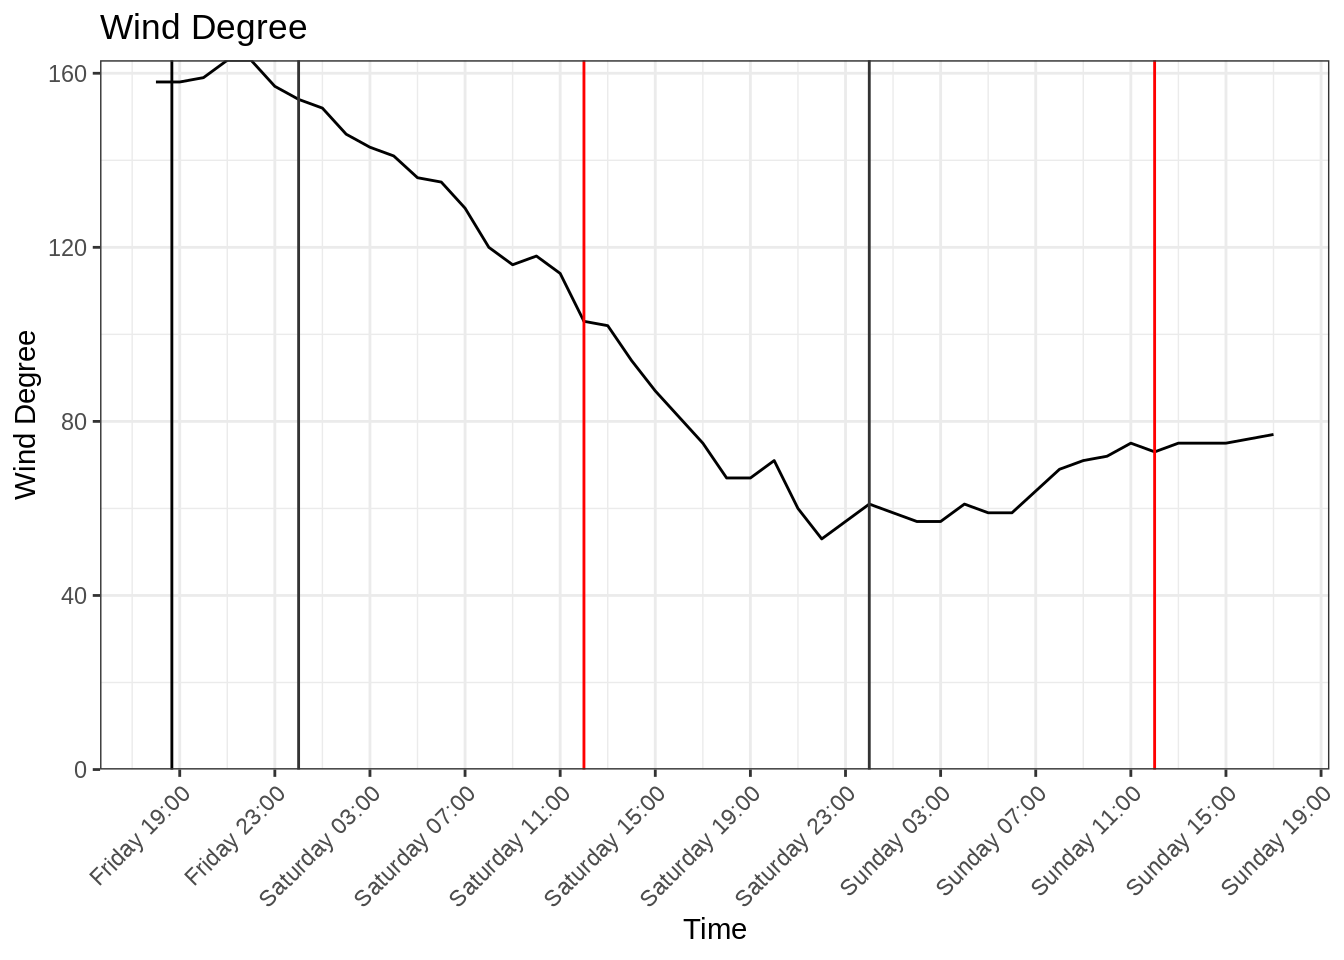 Wind Degree
Wind Degree
160
120
80
40
0
Friday 19:00
Friday 23:00
Saturday 03:00
Saturday 07:00
Saturday 11:00
Saturday 15:00
Saturday 19:00
Saturday 23:00
Sunday 03:00
Sunday 07:00
Sunday 11:00
Sunday 15:00
Sunday 19:00
Time